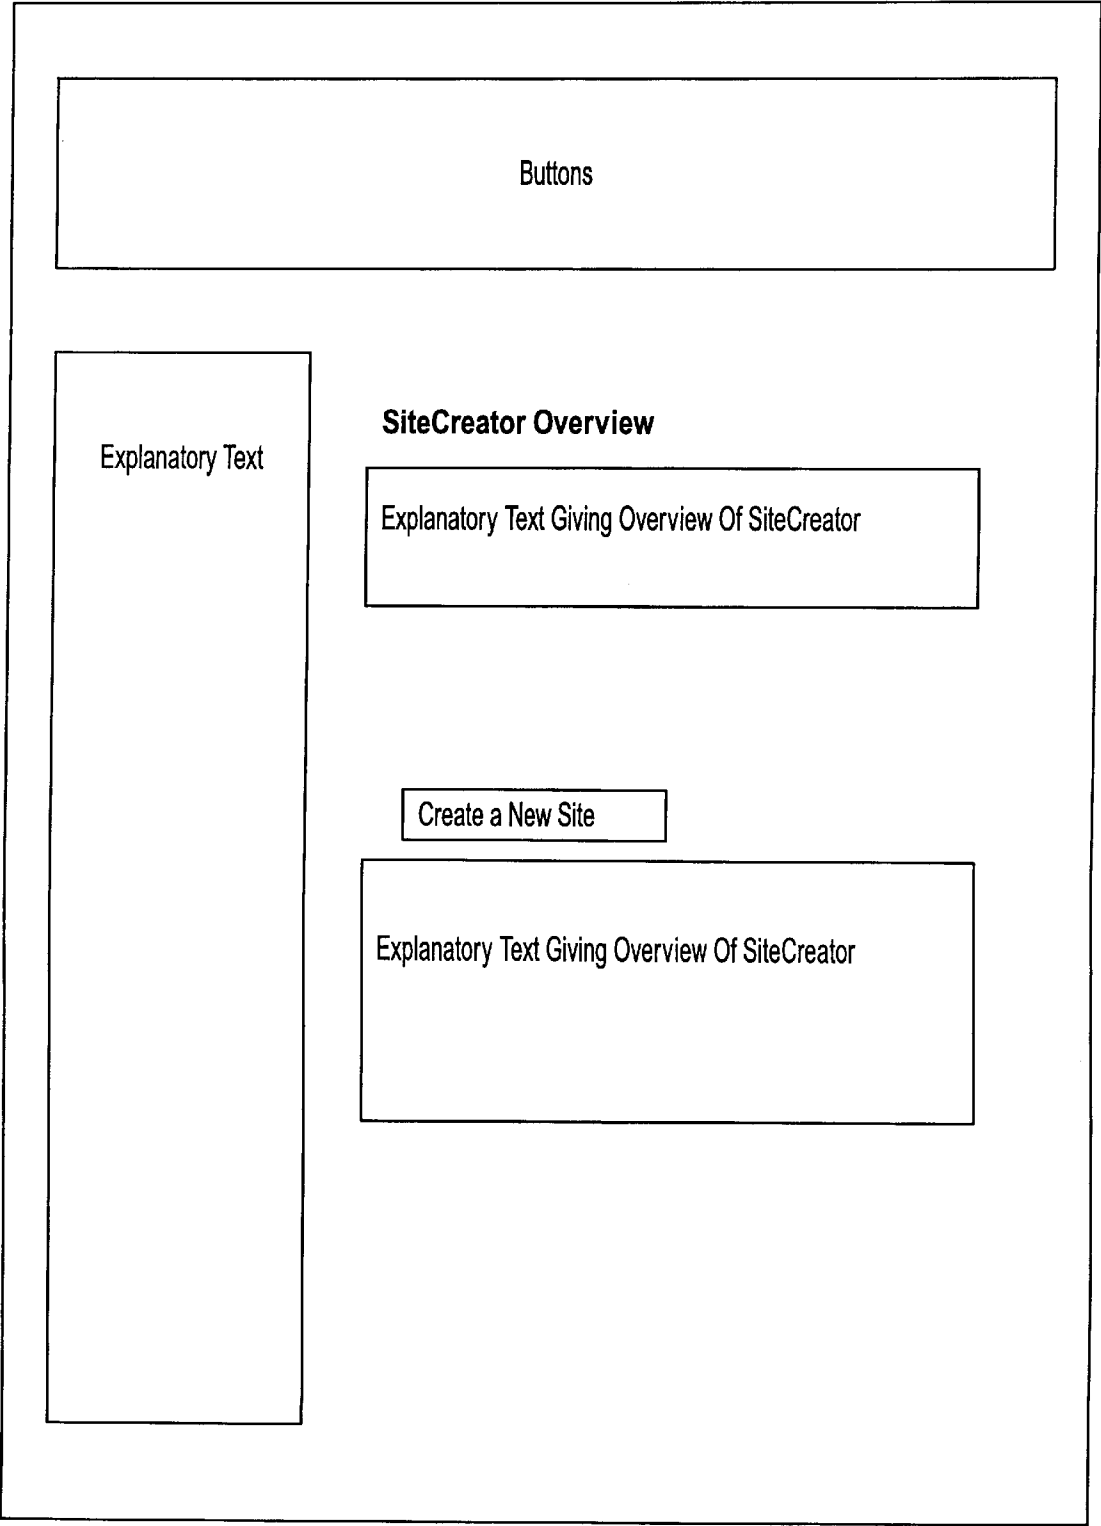 Buttons
Explanatory Text
SiteCreator Overview
Explanatory Text Giving Overview Of SiteCreator
Create a New Site
Explanatory Text Giving Overview Of SiteCreator